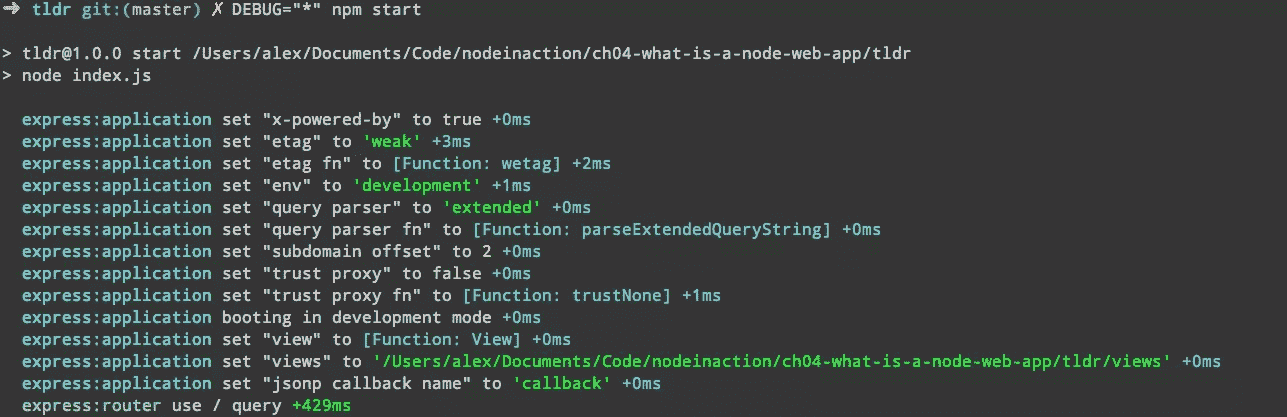 → tldr git:(master) ✗ DEBUG="*" npm start
> tldr@1.0.0 start /Users/alex/Documents/Code/nodeinaction/ch04-what-is-a-node-web-app/tldr
> node index.js
express:application set "x-powered-by" to true +0ms
express:application set "etag" to 'weak' +3ms
express:application set "etag fn" to [Function: wetag] +2ms
express:application set "env" to 'development' +1ms
express:application set "query parser" to 'extended' +0ms
express:application set "query parser fn" to [Function: parseExtendedQueryString] +0ms
express:application set "subdomain offset" to 2 +0ms
express:application set "trust proxy" to false +0ms
express:application set "trust proxy fn" to [Function: trustNone] +1ms
express:application booting in development mode +0ms
express:application set "view" to [Function: View] +0ms
express:application set "views" to '/Users/alex/Documents/Code/nodeinaction/ch04-what-is-a-node-web-app/tldr/views' +0ms
express:application set "jsonp callback name" to 'callback' +0ms
express:router use / query +429ms